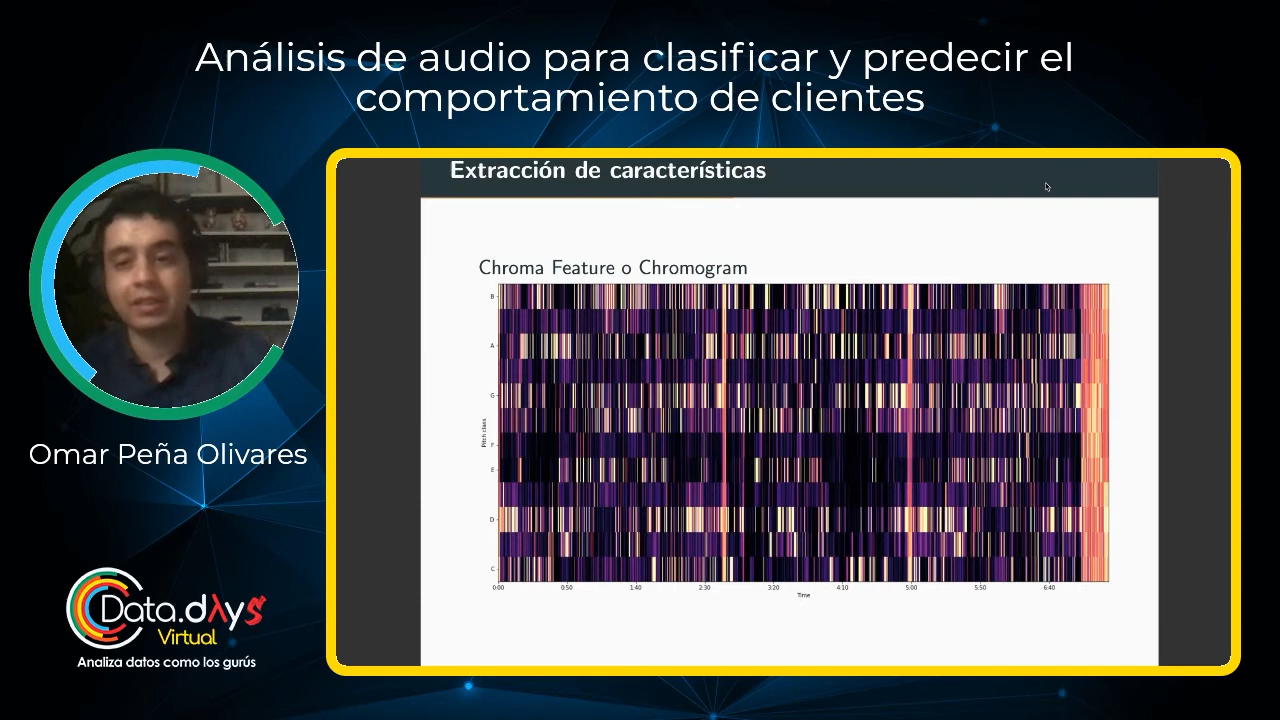 Análisis de audio para clasificar y predecir el
comportamiento de clientes
Extracción de características
Chroma Feature o Chromogram
B
A
G
F
E
D
C
Pitch class
0:00 0:50 1:40 2:30 3:20 4:10 5:00 5:50 6:40
Time
Omar Peña Olivares
Data.dAys
Virtual
Analiza datos como los gurús